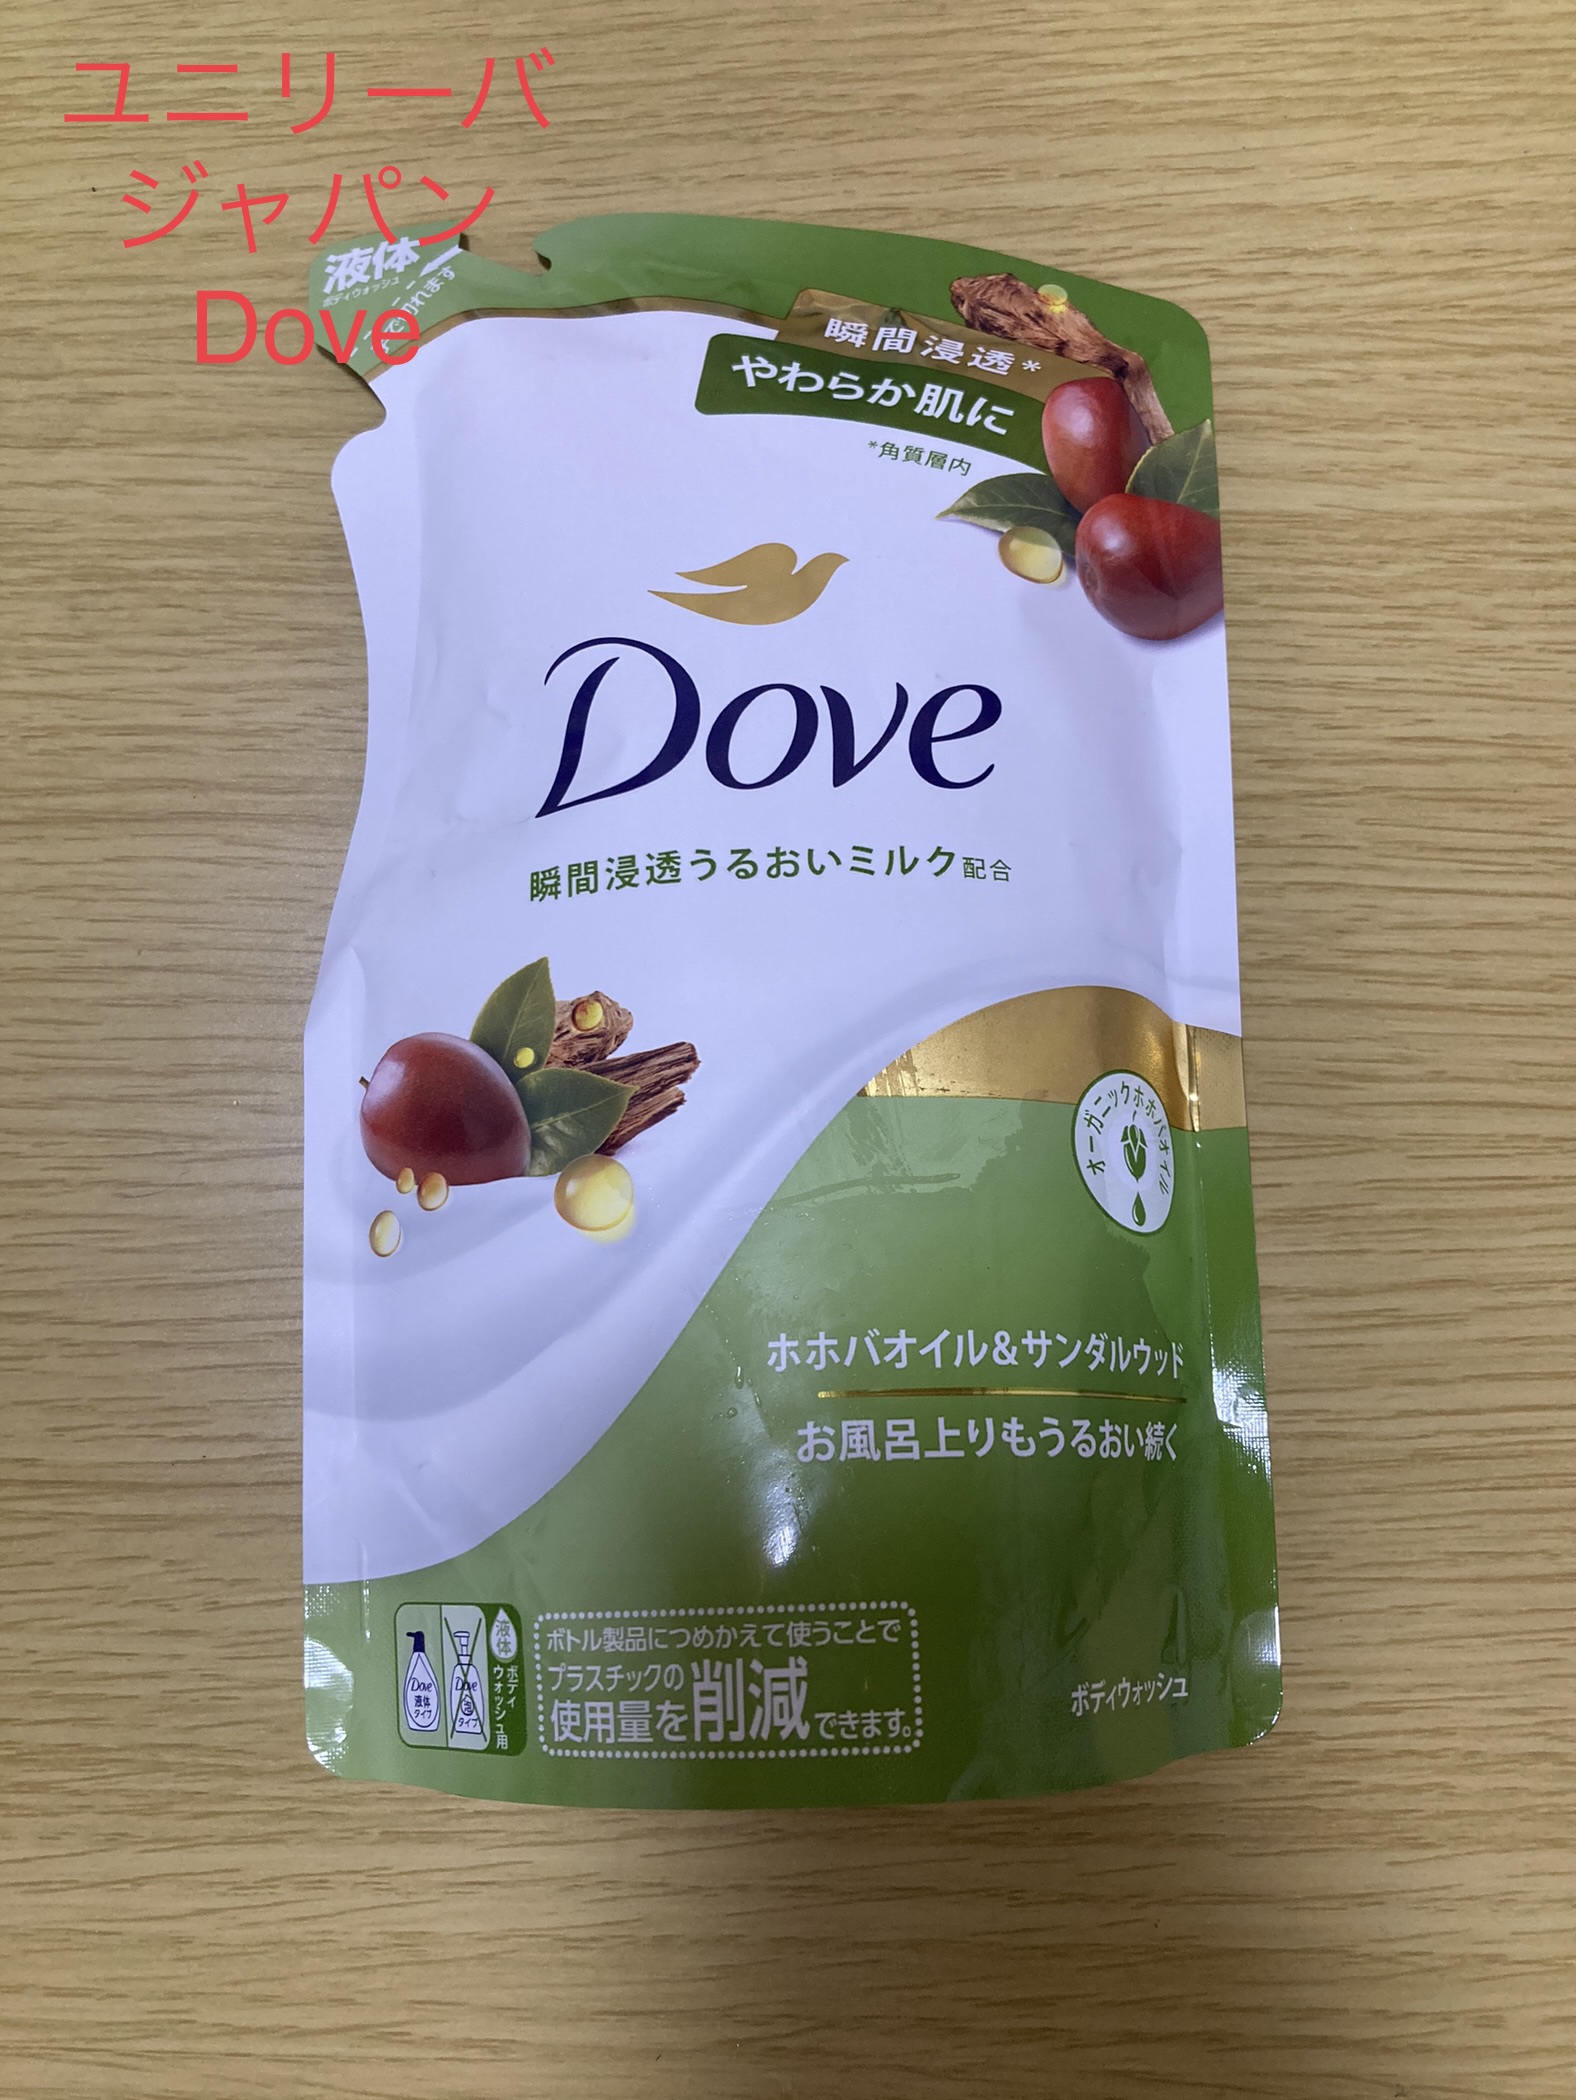 ユニリーバ
ジャパン
Dove
液体
ボディウォッシュ
瞬間浸透*
やわらか肌に
*角質層内
Dove
瞬間浸透うるおいミルク配合
オーガニックホホバオイル
ホホバオイル&サンダルウッド
お風呂上りもうるおい続く
Dove
液体
タイプ
Dove
泡
タイプ
液体
ボディ
ウォッシュ用
ボトル製品につめかえて使うことで
プラスチックの
使用量を削減できます。
ボディウォッシュ